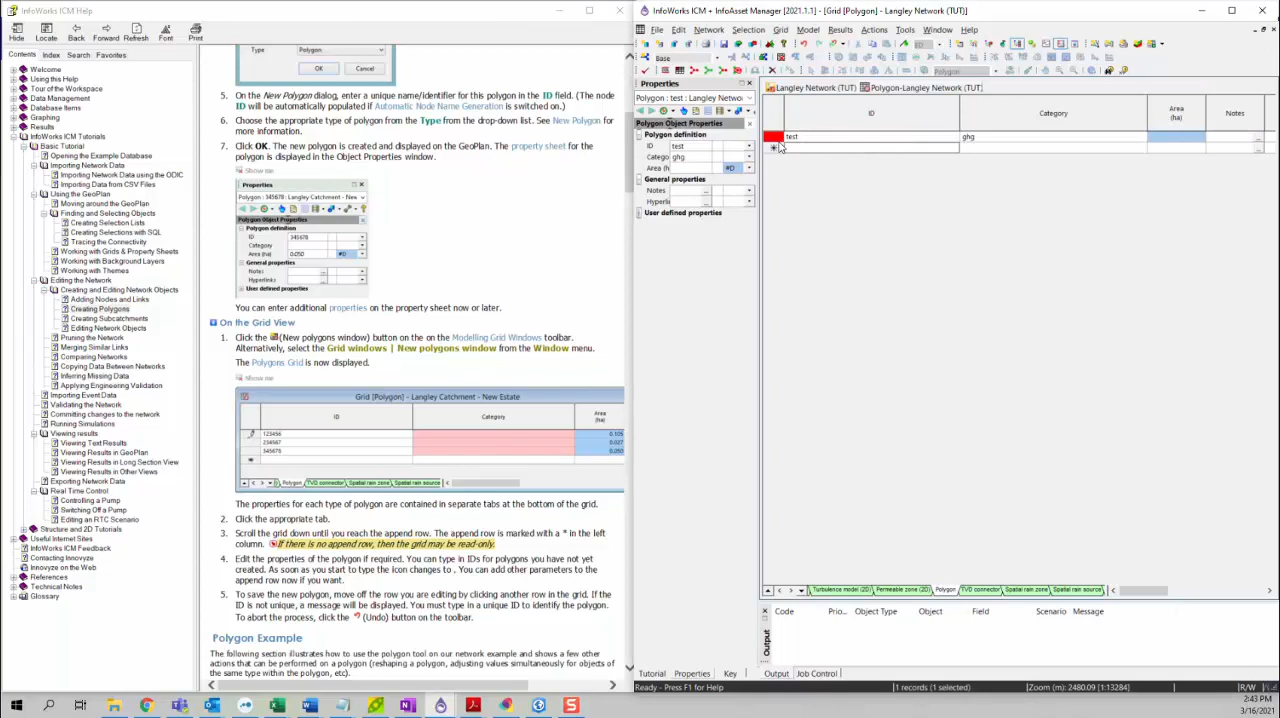 InfoWorks ICM Help
Hide Locate Back Forward Refresh Font Print
Contents Index Search Favorites
Welcome
Using this Help
Tour of the Workspace
Data Management
Database Items
Graphing
Results
InfoWorks ICM Tutorials
Basic Tutorial
Opening the Example Database
Importing Network Data
Importing Network Data using the ODIC
Importing Data from CSV Files
Using the GeoPlan
Moving around the GeoPlan
Finding and Selecting Objects
Creating Selection Lists
Creating Selections with SQL
Tracing the Connectivity
Working with Grids & Property Sheets
Working with Background Layers
Working with Themes
Editing the Network
Creating and Editing Network Objects
Adding Nodes and Links
Creating Polygons
Creating Subcatchments
Editing Network Objects
Pruning the Network
Merging Similar Links
Comparing Networks
Copying Data Between Networks
Inferring Missing Data
Applying Engineering Validation
Importing Event Data
Validating the Network
Committing changes to the network
Running Simulations
Viewing results
Viewing Text Results
Viewing Results in GeoPlan
Viewing Results in Long Section View
Viewing Results in Other Views
Exporting Network Data
Real Time Control
Controlling a Pump
Switching Off a Pump
Editing an RTC Scenario
Structure and 2D Tutorials
Useful Internet Sites
InfoWorks ICM Feedback
Contacting Innovyze
Innovyze on the Web
References
Technical Notes
Glossary
Type Polygon
OK Cancel
5. On the New Polygon dialog, enter a unique name/identifier for this polygon in the ID field. (The node
ID will be automatically populated if Automatic Node Name Generation is switched on.)
6. Choose the appropriate type of polygon from the Type from the drop-down list. See New Polygon for
more information.
7. Click OK. The new polygon is created and displayed on the GeoPlan. The property sheet for the
polygon is displayed in the Object Properties window.
Show me
Properties
Polygon : 345678 : Langley Catchment - New
Polygon Object Properties
Polygon definition
ID 345678
Category
Area (ha) 0.050 #D
General properties
Notes
Hyperlinks
User defined properties
You can enter additional properties on the property sheet now or later.
On the Grid View
1. Click the (New polygons window) button on the on the Modelling Grid Windows toolbar.
Alternatively, select the Grid windows | New polygons window from the Window menu.
The Polygons Grid is now displayed.
Show me
Grid [Polygon] - Langley Catchment - New Estate
ID Category Area (ha)
123456 0.105
234567 0.027
345678 0.050
Polygon TVD connector Spatial rain zone Spatial rain source
The properties for each type of polygon are contained in separate tabs at the bottom of the grid.
2. Click the appropriate tab.
3. Scroll the grid down until you reach the append row. The append row is marked with a * in the left
column. If there is no append row, then the grid may be read-only.
4. Edit the properties of the polygon if required. You can type in IDs for polygons you have not yet
created. As soon as you start to type the icon changes to . You can add other parameters to the
append row now if you want.
5. To save the new polygon, move off the row you are editing by clicking another row in the grid. If the
ID is not unique, a message will be displayed. You must type in a unique ID to identify the polygon.
To abort the process, click the (Undo) button on the toolbar.
Polygon Example
The following section illustrates how to use the polygon tool on our network example and shows a few other
actions that can be performed on a polygon (reshaping a polygon, adjusting values simultaneously for objects of
the same type within the polygon, etc).
InfoWorks ICM + InfoAsset Manager [2021.1.1] - [Grid [Polygon] - Langley Network (TUT)]
File Edit Network Selection Grid Model Results Actions Tools Window Help
Base
Polygon
Properties
Polygon : test : Langley Network
Polygon Object Properties
Polygon definition
ID test
Catego ghg
Area (h #D
General properties
Notes
Hyperlii
User defined properties
Langley Network (TUT) Polygon-Langley Network (TUT)
ID Category Area (ha) Notes
test ghg
Turbulence model (2D) Permeable zone (2D) Polygon TVD connector Spatial rain zone Spatial rain source
Code Prio... Object Type Object Field Scenario Message
Output
Tutorial Properties Key
Output Job Control
Ready - Press F1 for Help 1 records (1 selected) Zoom (m): 2480.09 [1:13284] R/W
2:43 PM
3/16/2021